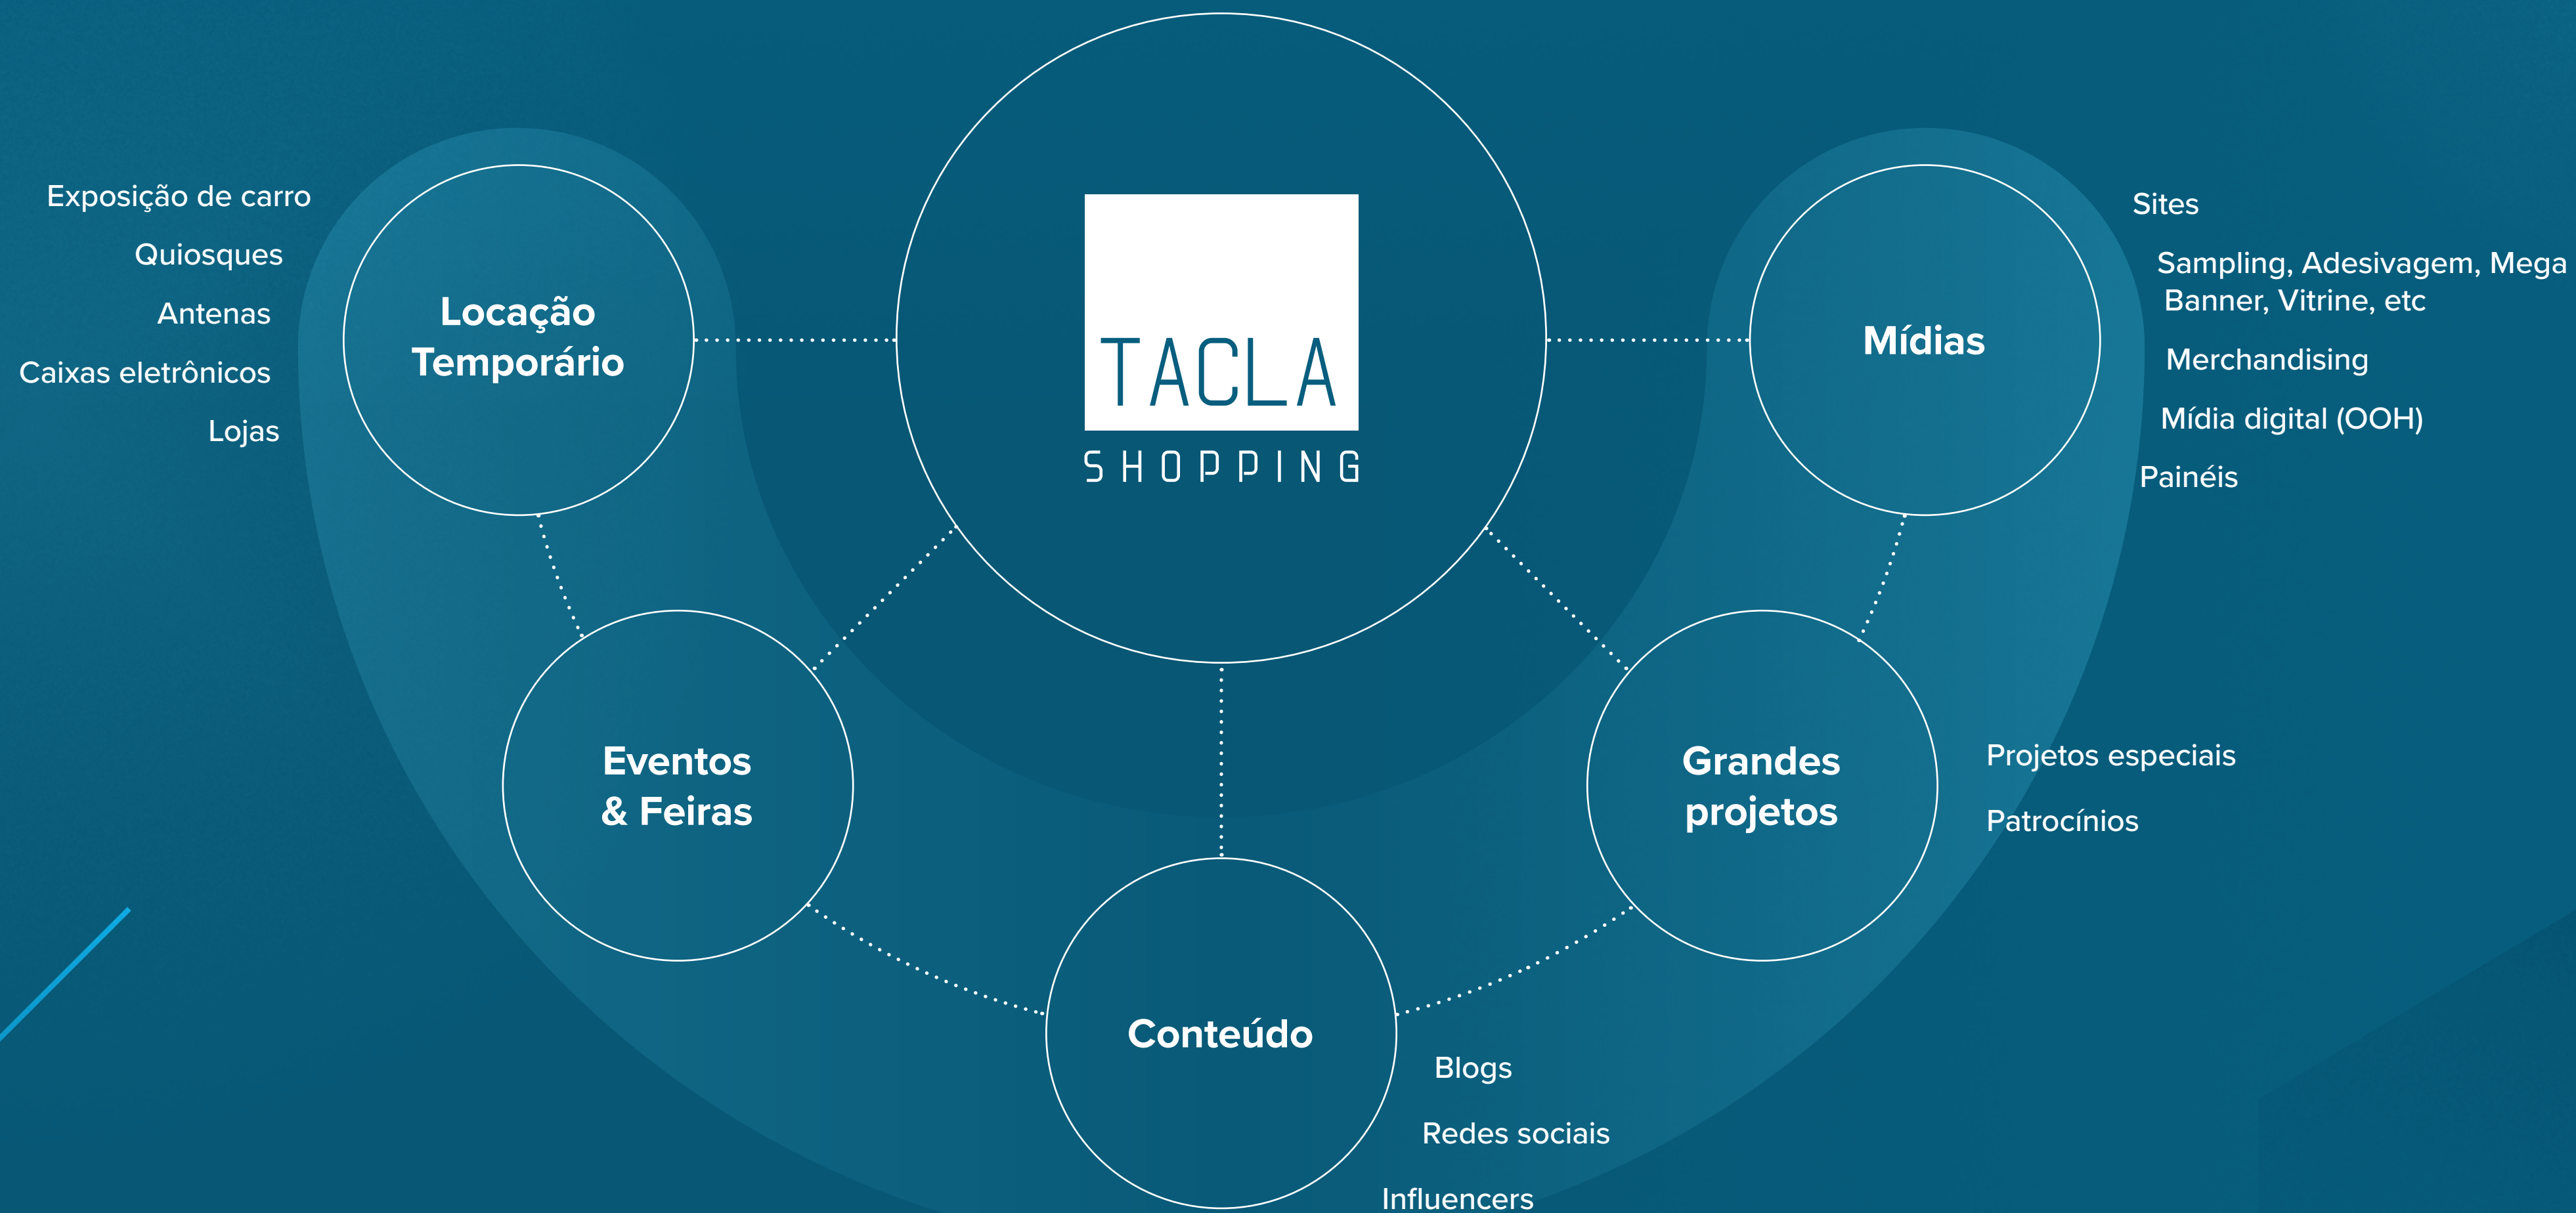 Exposição de carro
Quiosques
Antenas
Caixas eletrônicos
Lojas
Locação
Temporário
TACLA
SHOPPING
Mídias
Sites
Sampling, Adesivagem, Mega
Banner, Vitrine, etc
Merchandising
Mídia digital (OOH)
Painéis
Eventos
& Feiras
Grandes
projetos
Projetos especiais
Patrocínios
Conteúdo
Blogs
Redes sociais
Influencers